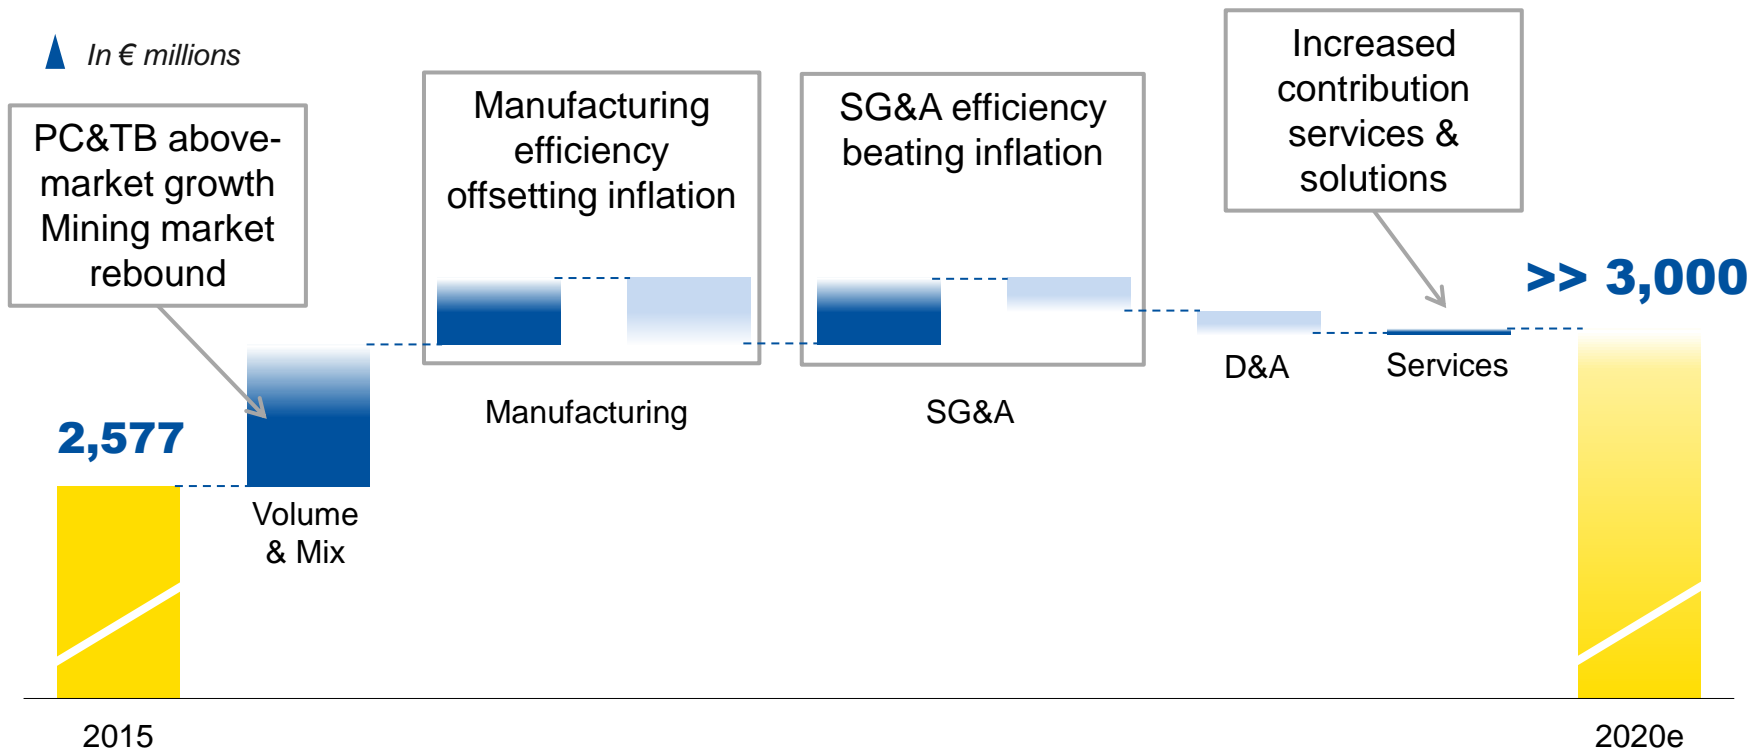 In € millions
PC&TB above-
market growth
Mining market
rebound
Manufacturing
efficiency
offsetting inflation
SG&A efficiency
beating inflation
Increased
contribution
services &
solutions
>> 3,000
2,577
Volume
& Mix
Manufacturing
SG&A
D&A
Services
2015
2020e